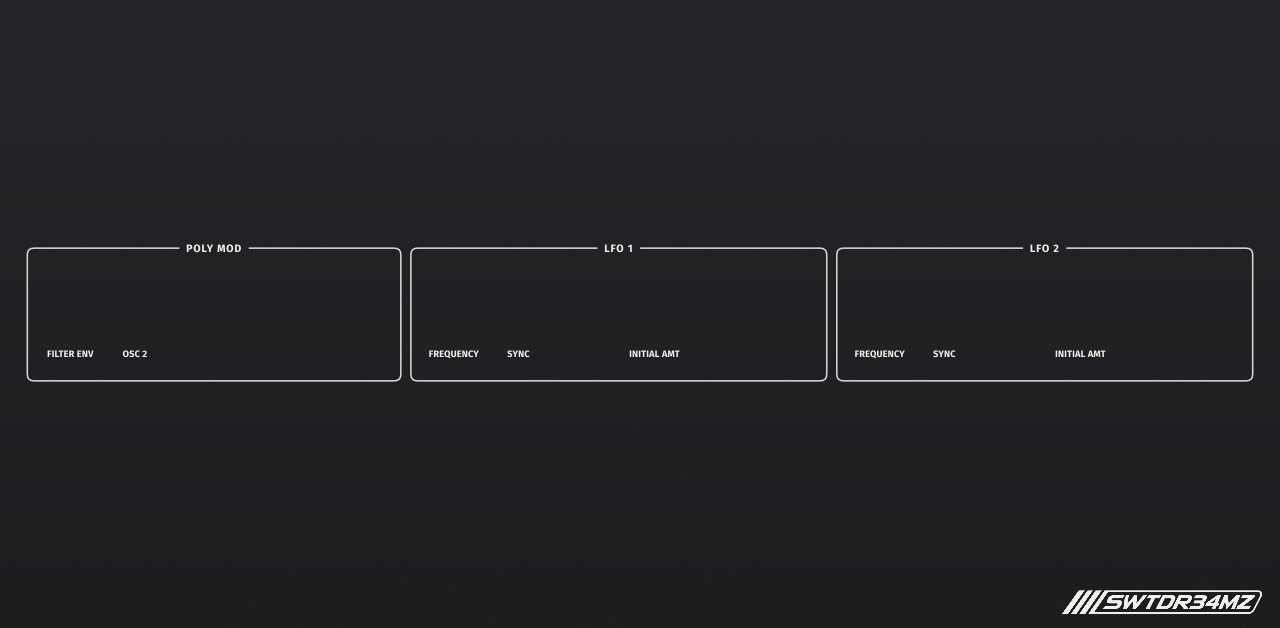 POLY MOD
FILTER ENV OSC 2
LFO 1
FREQUENCY SYNC INITIAL AMT
LFO 2
FREQUENCY SYNC INITIAL AMT
SWTDR34MZ